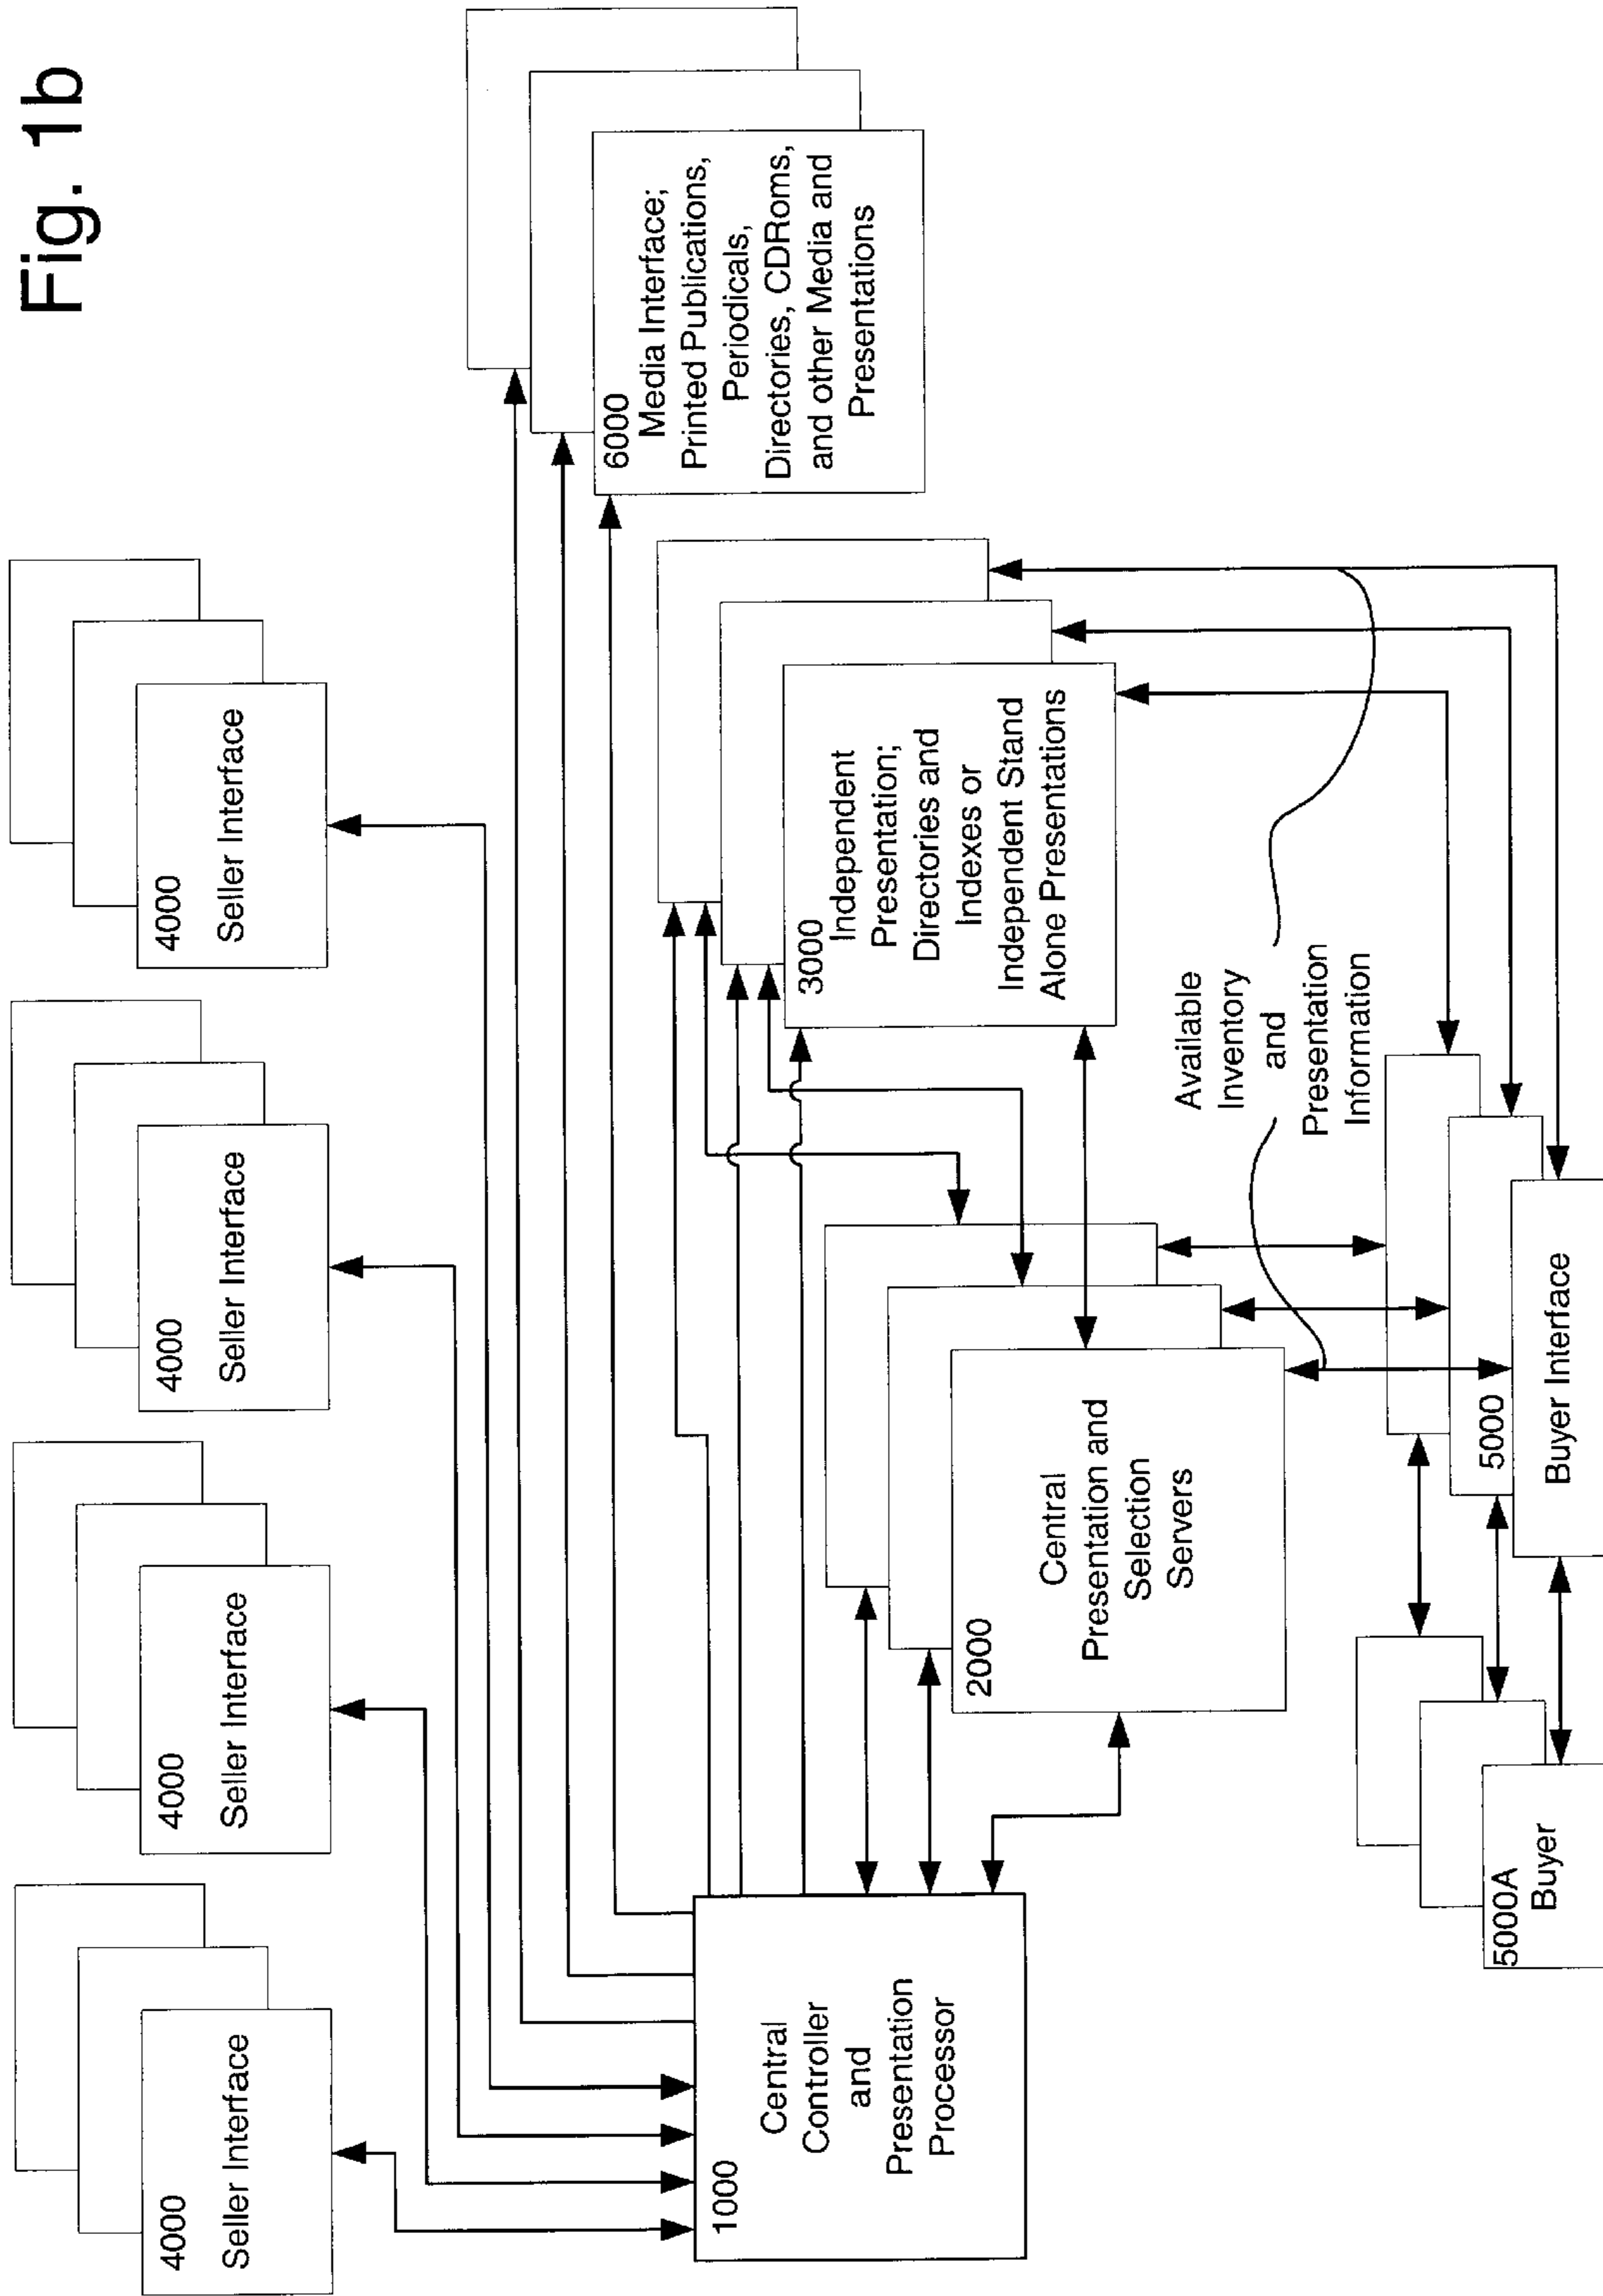 Fig. 1b
4000
Seller Interface
4000
Seller Interface
4000
Seller Interface
4000
Seller Interface
6000
Media Interface;
Printed Publications,
Periodicals,
Directories, CDRoms,
and other Media and
Presentations
1000
Central
Controller
and
Presentation
Processor
3000
Independent
Presentation;
Directories and
Indexes or
Independent Stand
Alone Presentations
2000
Central
Presentation and
Selection
Servers
Available
Inventory
and
Presentation
Information
5000A
Buyer
5000
Buyer Interface